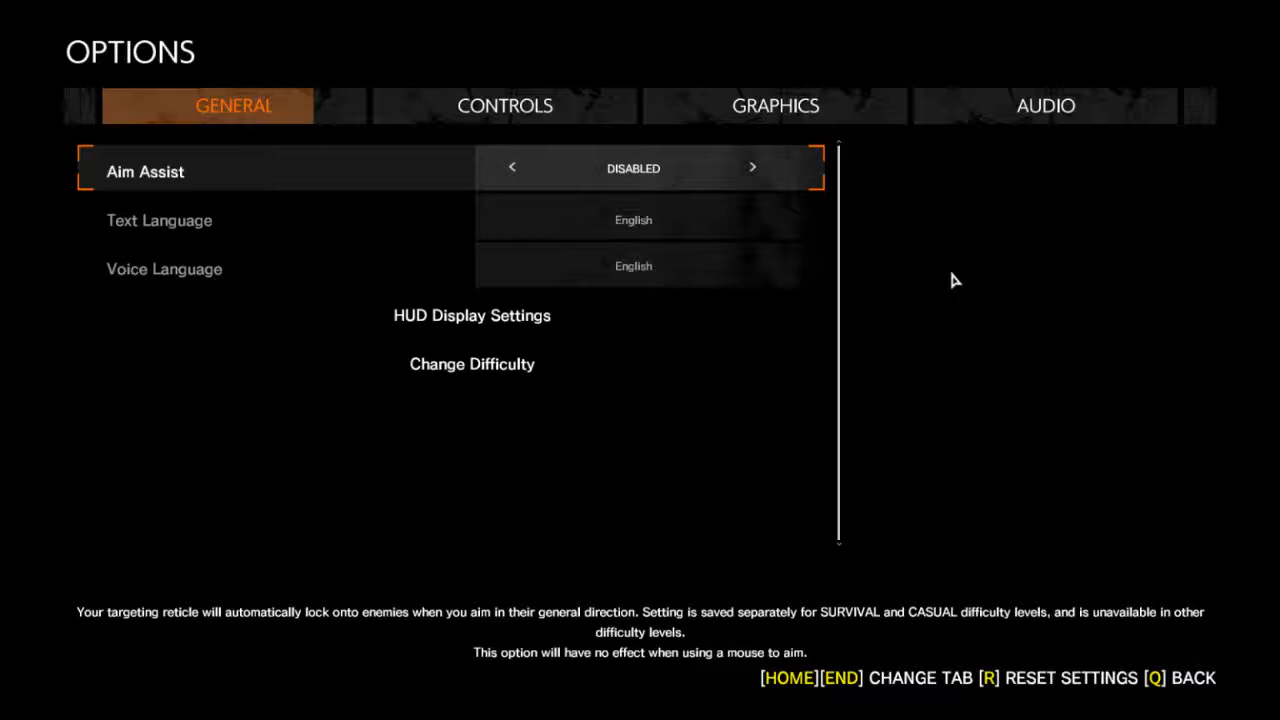 OPTIONS
GENERAL CONTROLS GRAPHICS AUDIO
Aim Assist < DISABLED >
Text Language English
Voice Language English
HUD Display Settings
Change Difficulty
Your targeting reticle will automatically lock onto enemies when you aim in their general direction. Setting is saved separately for SURVIVAL and CASUAL difficulty levels, and is unavailable in other
difficulty levels.
This option will have no effect when using a mouse to aim.
[HOME][END] CHANGE TAB [R] RESET SETTINGS [Q] BACK